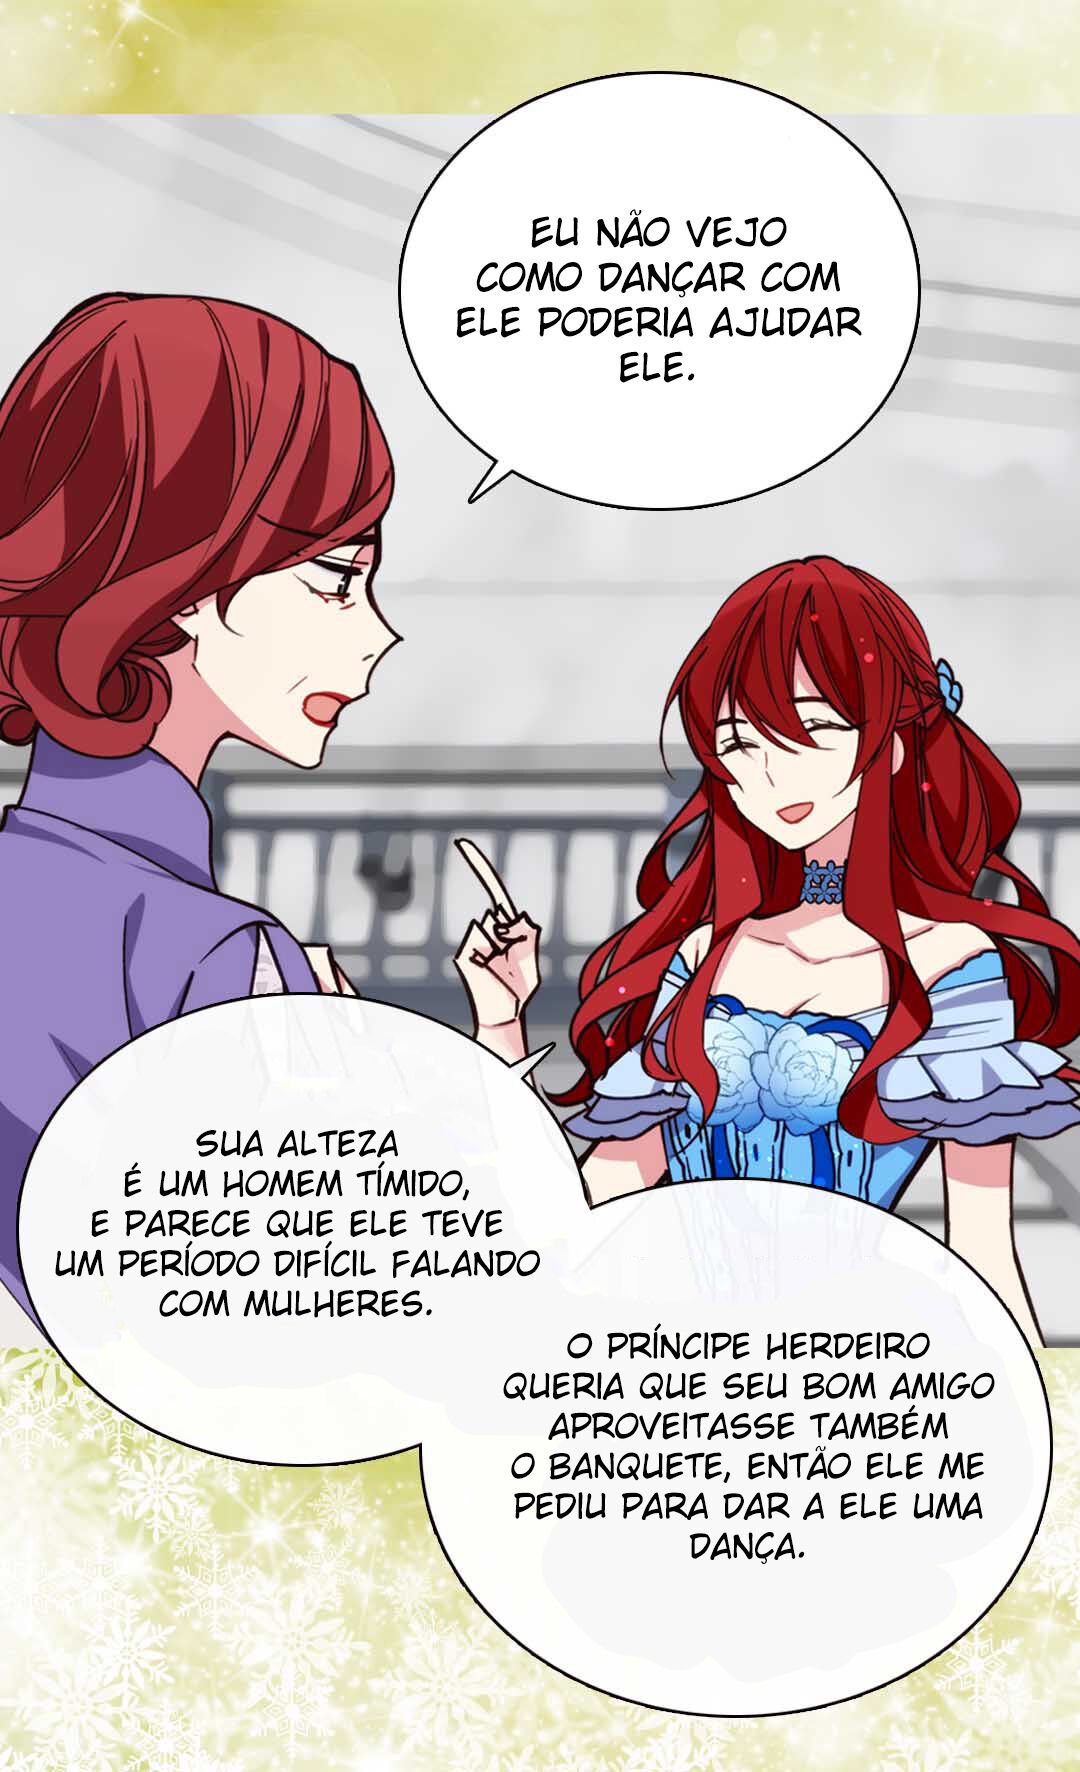 EU NÃO VEJO
COMO DANÇAR COM
ELE PODERIA AJUDAR
ELE.
SUA ALTEZA
É UM HOMEM TÍMIDO,
E PARECE QUE ELE TEVE
UM PERÍODO DIFÍCIL FALANDO
COM MULHERES.
O PRÍNCIPE HERDEIRO
QUERIA QUE SEU BOM AMIGO
APROVEITASSE TAMBÉM
O BANQUETE, ENTÃO ELE ME
PEDIU PARA DAR A ELE UMA
DANÇA.